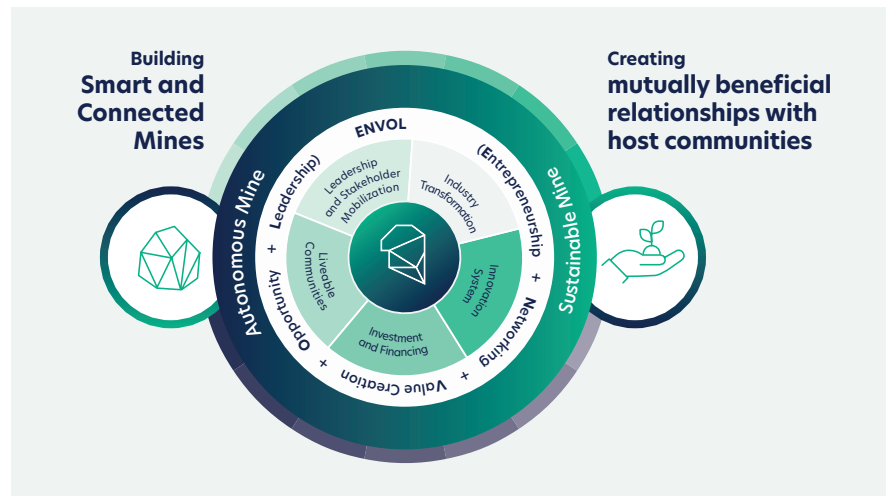 Building
Smart and
Connected
Mines
Creating
mutually beneficial
relationships with
host communities
Autonomous Mine
Sustainable Mine
ENVOL
(Entrepreneurship + Networking + Value Creation + Opportunity + Leadership)
Leadership
and Stakeholder
Mobilization
Industry
Transformation
Innovation
System
Investment
and Financing
Liveable
Communities